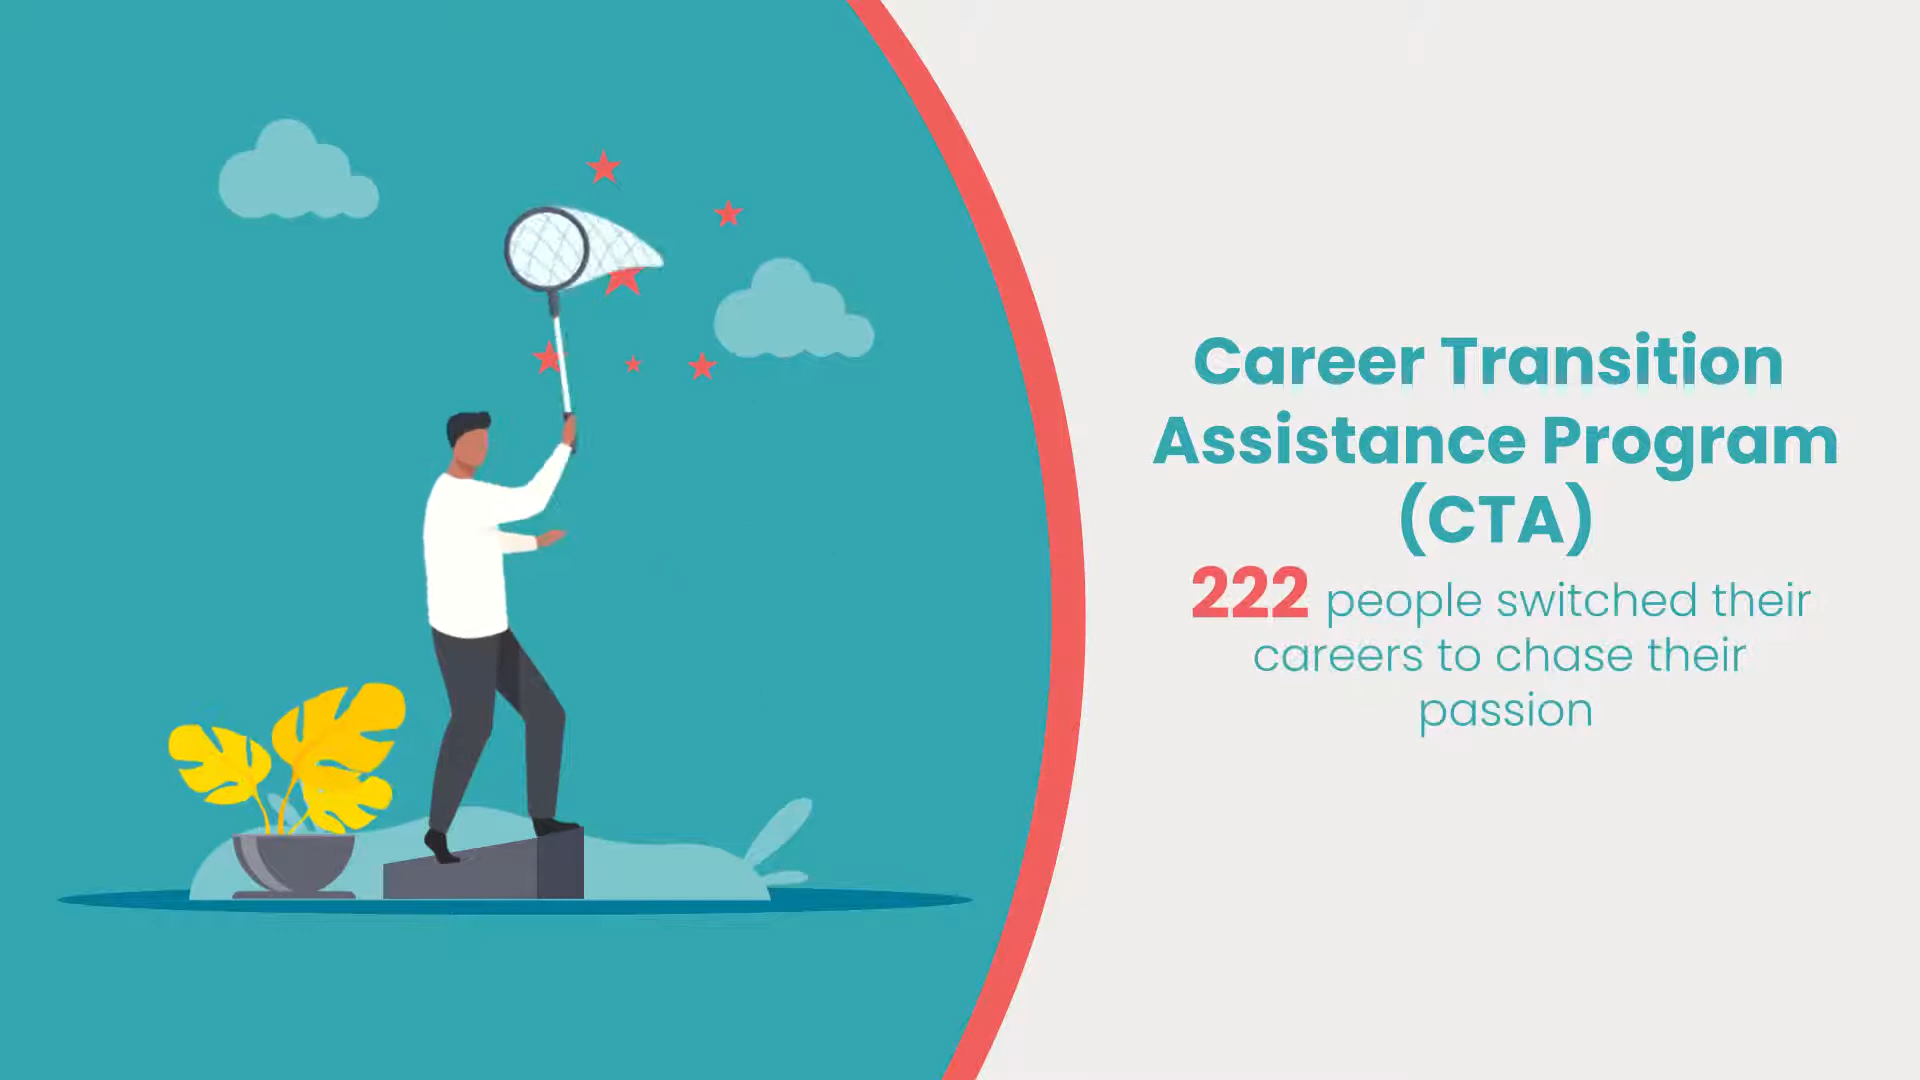 Career Transition
Assistance Program
(CTA)
222 people switched their
careers to chase their
passion